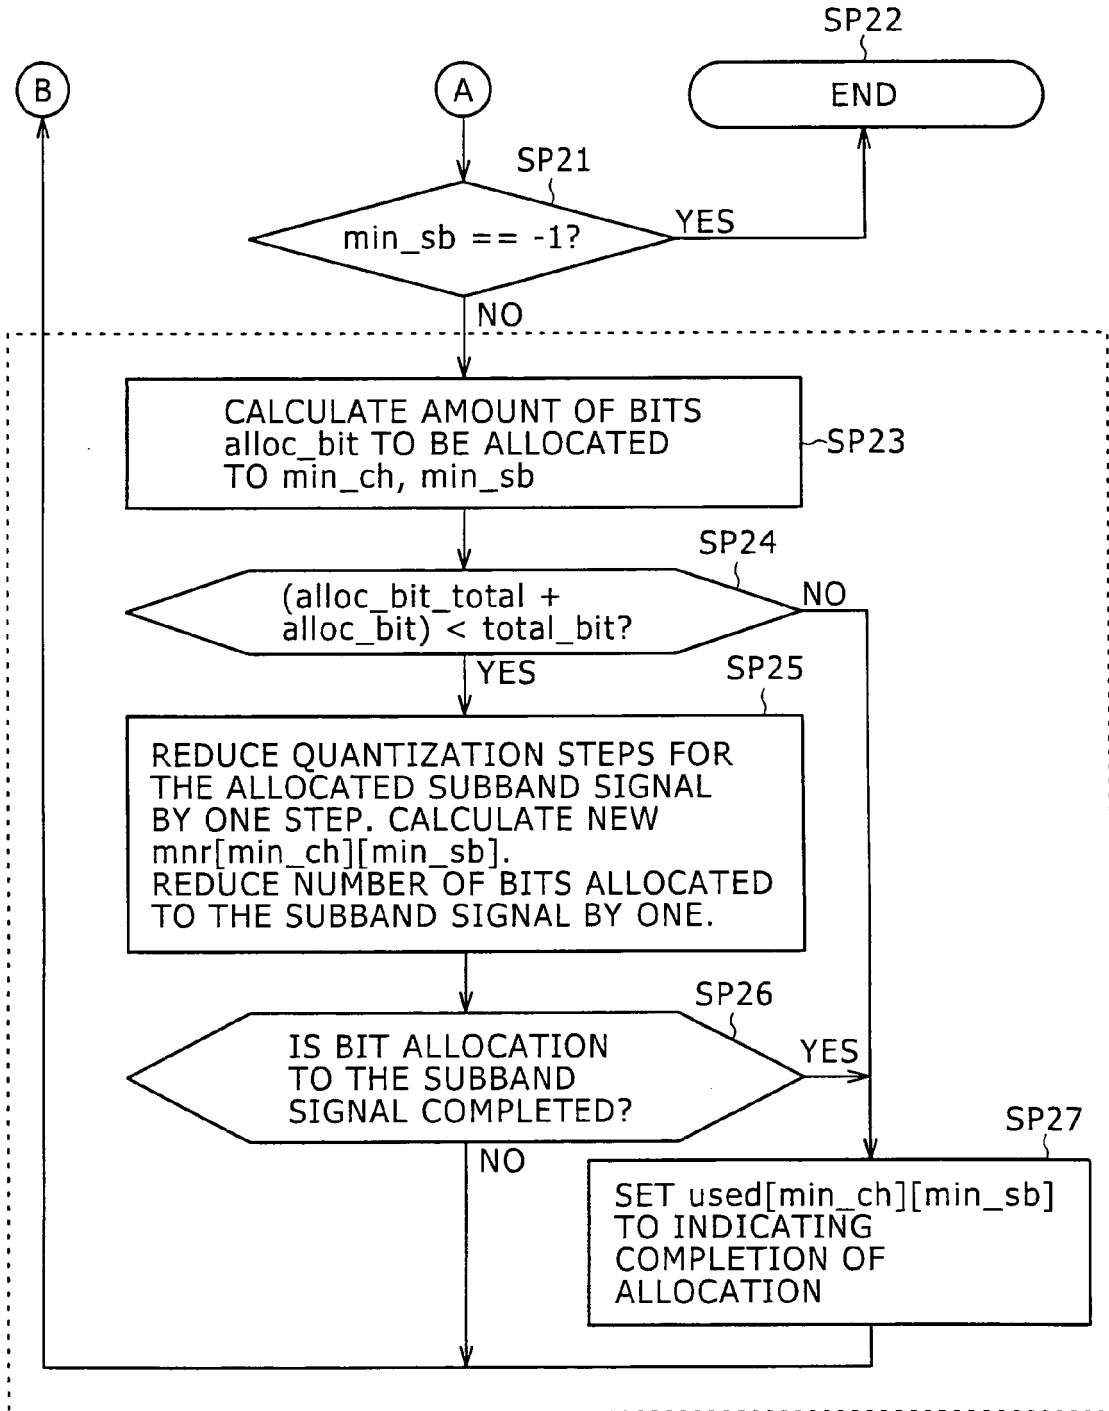 SP22
B
A
END
SP21
min_sb == -1?
YES
NO
CALCULATE AMOUNT OF BITS
alloc_bit TO BE ALLOCATED
TO min_ch, min_sb
SP23
SP24
(alloc_bit_total +
alloc_bit) < total_bit?
NO
YES
SP25
REDUCE QUANTIZATION STEPS FOR
THE ALLOCATED SUBBAND SIGNAL
BY ONE STEP. CALCULATE NEW
mnr[min_ch][min_sb].
REDUCE NUMBER OF BITS ALLOCATED
TO THE SUBBAND SIGNAL BY ONE.
SP26
IS BIT ALLOCATION
TO THE SUBBAND
SIGNAL COMPLETED?
YES
NO
SP27
SET used[min_ch][min_sb]
TO INDICATING
COMPLETION OF
ALLOCATION